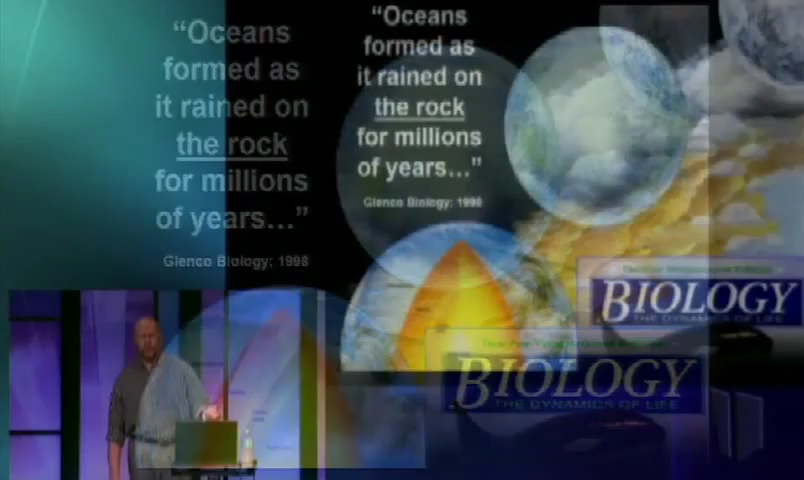 “Oceans
formed as
it rained on
the rock
for millions
of years...”
Glenco Biology; 1998
“Oceans
formed as
it rained on
the rock
for millions
of years...”
Glenco Biology; 1998
BIOLOGY
THE DYNAMICS OF LIFE
BIOLOGY
THE DYNAMICS OF LIFE